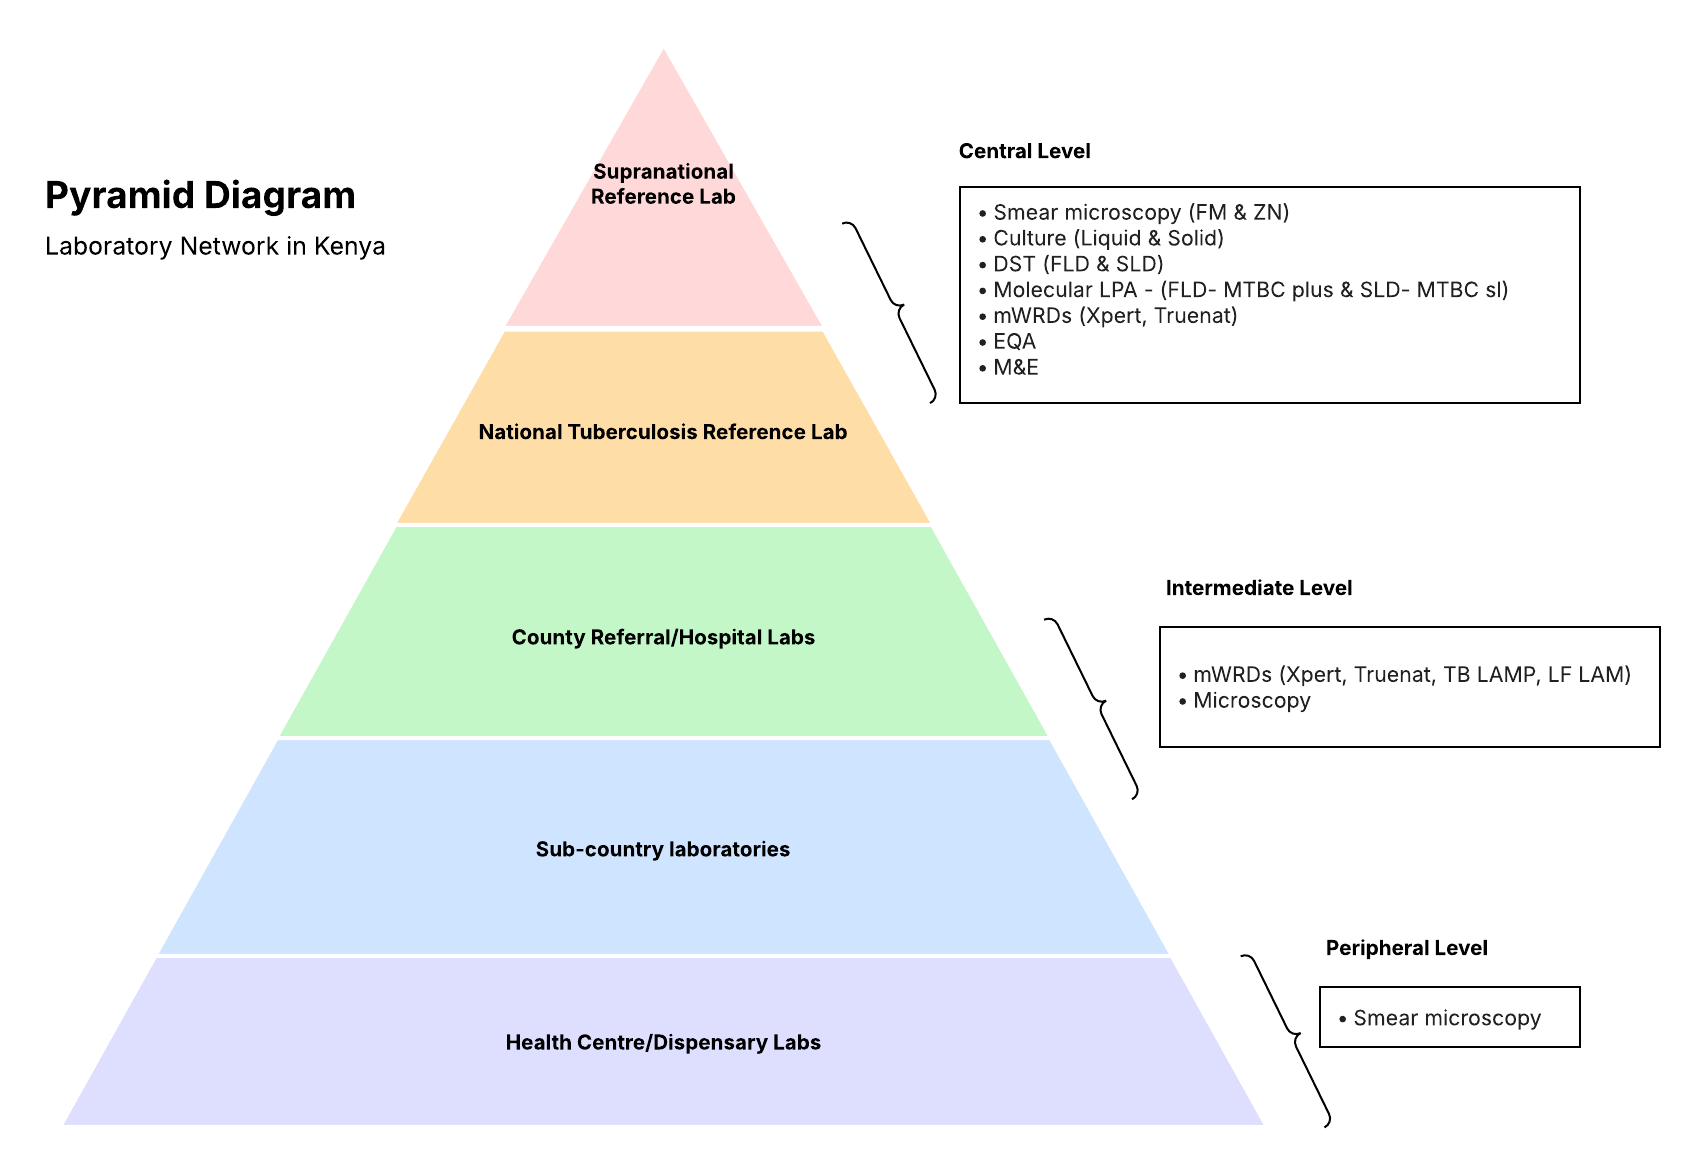 Pyramid Diagram
Laboratory Network in Kenya
Supranational
Reference Lab
National Tuberculosis Reference Lab
County Referral/Hospital Labs
Sub-country laboratories
Health Centre/Dispensary Labs
Central Level
• Smear microscopy (FM & ZN)
• Culture (Liquid & Solid)
• DST (FLD & SLD)
• Molecular LPA - (FLD- MTBC plus & SLD- MTBC sl)
• mWRDs (Xpert, Truenat)
• EQA
• M&E
Intermediate Level
• mWRDs (Xpert, Truenat, TB LAMP, LF LAM)
• Microscopy
Peripheral Level
• Smear microscopy